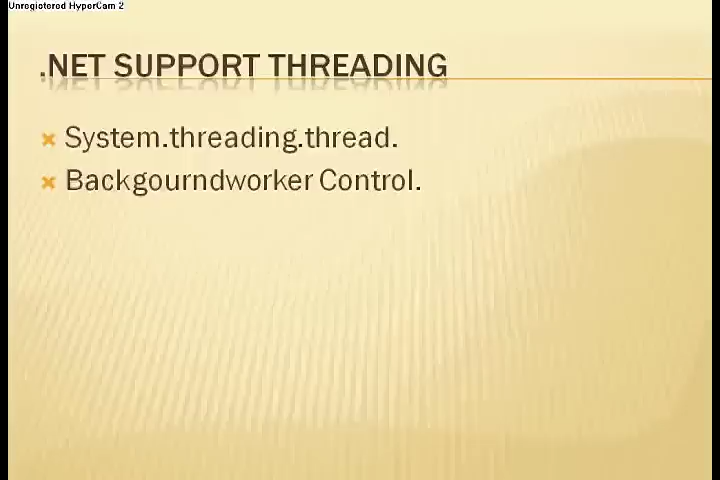 Unregistered HyperCam 2
.NET SUPPORT THREADING
System.threading.thread.
Backgourndworker Control.